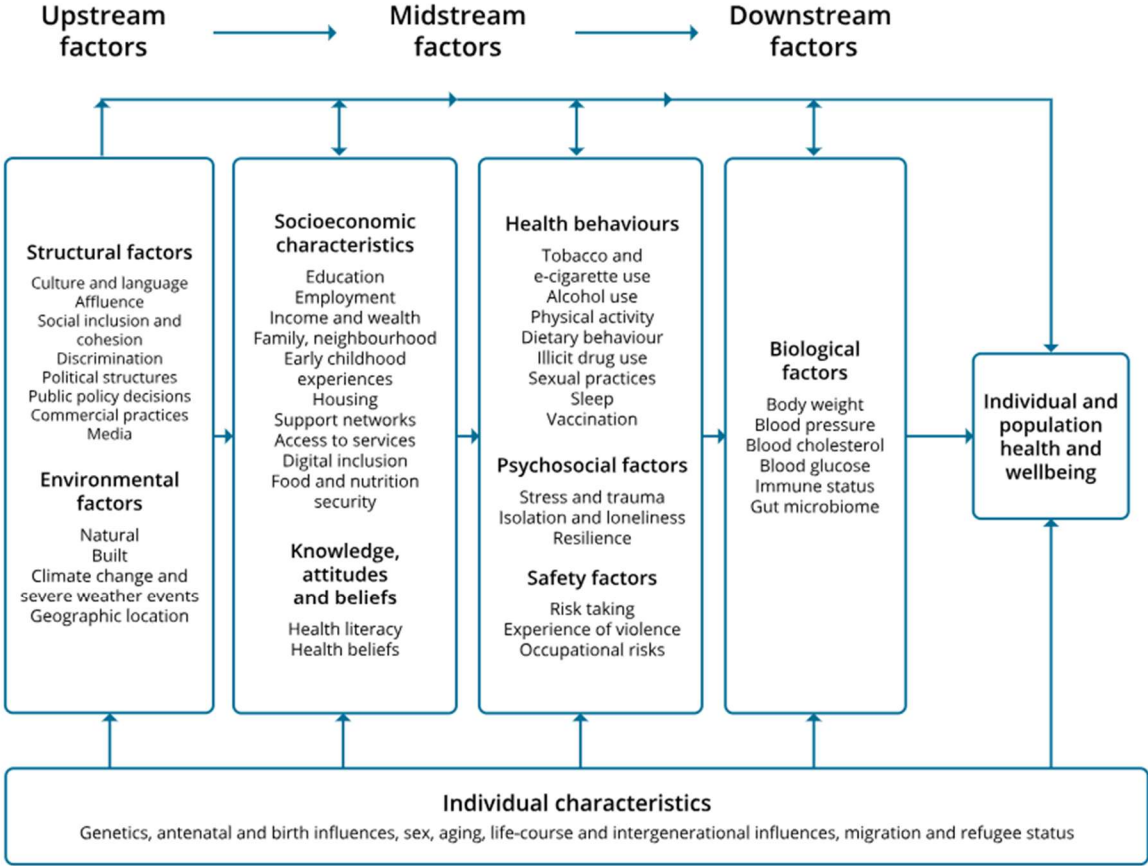 Upstream
factors
Midstream
factors
Downstream
factors
Structural factors
Culture and language
Affluence
Social inclusion and
cohesion
Discrimination
Political structures
Public policy decisions
Commercial practices
Media
Environmental
factors
Natural
Built
Climate change and
severe weather events
Geographic location
Socioeconomic
characteristics
Education
Employment
Income and wealth
Family, neighbourhood
Early childhood
experiences
Housing
Support networks
Access to services
Digital inclusion
Food and nutrition
security
Knowledge,
attitudes
and beliefs
Health literacy
Health beliefs
Health behaviours
Tobacco and
e-cigarette use
Alcohol use
Physical activity
Dietary behaviour
Illicit drug use
Sexual practices
Sleep
Vaccination
Psychosocial factors
Stress and trauma
Isolation and loneliness
Resilience
Safety factors
Risk taking
Experience of violence
Occupational risks
Biological
factors
Body weight
Blood pressure
Blood cholesterol
Blood glucose
Immune status
Gut microbiome
Individual and
population
health and
wellbeing
Individual characteristics
Genetics, antenatal and birth influences, sex, aging, life-course and intergenerational influences, migration and refugee status